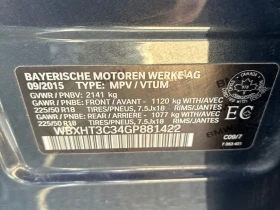 BAYERISCHE MOTOREN WERKE AG
09/2015 TYPE: MPV / VTUM
GVWR / PNBV: 2141 kg
GAWR / PBE: FRONT / AVANT - 1120 kg WITH/AVEC
225/50 R18 TIRES/PNEUS, 7.5Jx18 RIMS/JANTES
GAWR / PBE: REAR / ARRIERE - 1077 kg WITH/AVEC
225/50 R18 TIRES/PNEUS, 7.5Jx18 RIMS/JANTES
WBXHT3C34GP881422
EC
C09/7